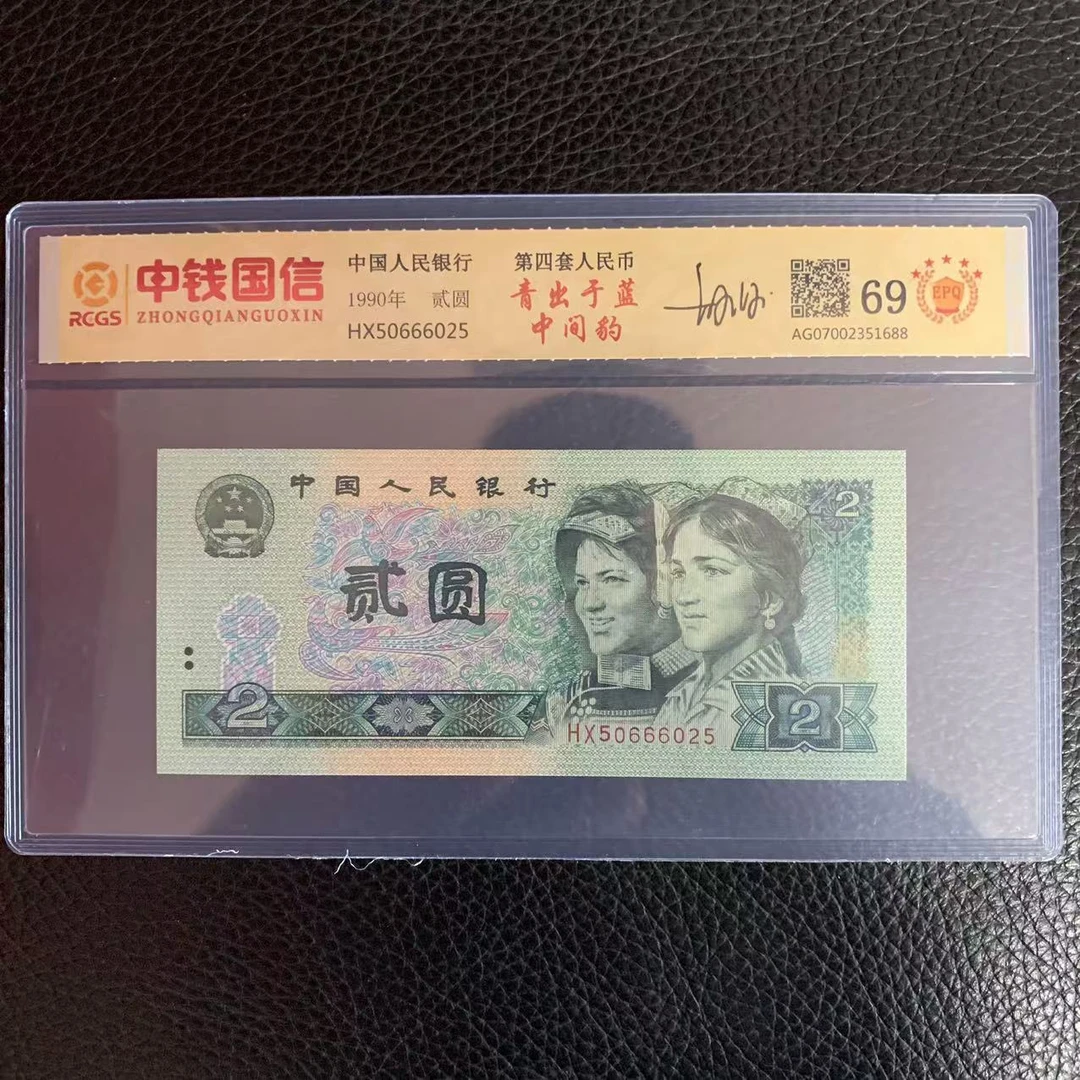 中钱国信
RCGS ZHONGQIANGUOXIN
中国人民银行 第四套人民币
1990年 贰圆 青出于蓝
HX50666025 中间豹
69 EPQ
AG07002351688
中国人民银行
2
贰圆
2
HX50666025
2